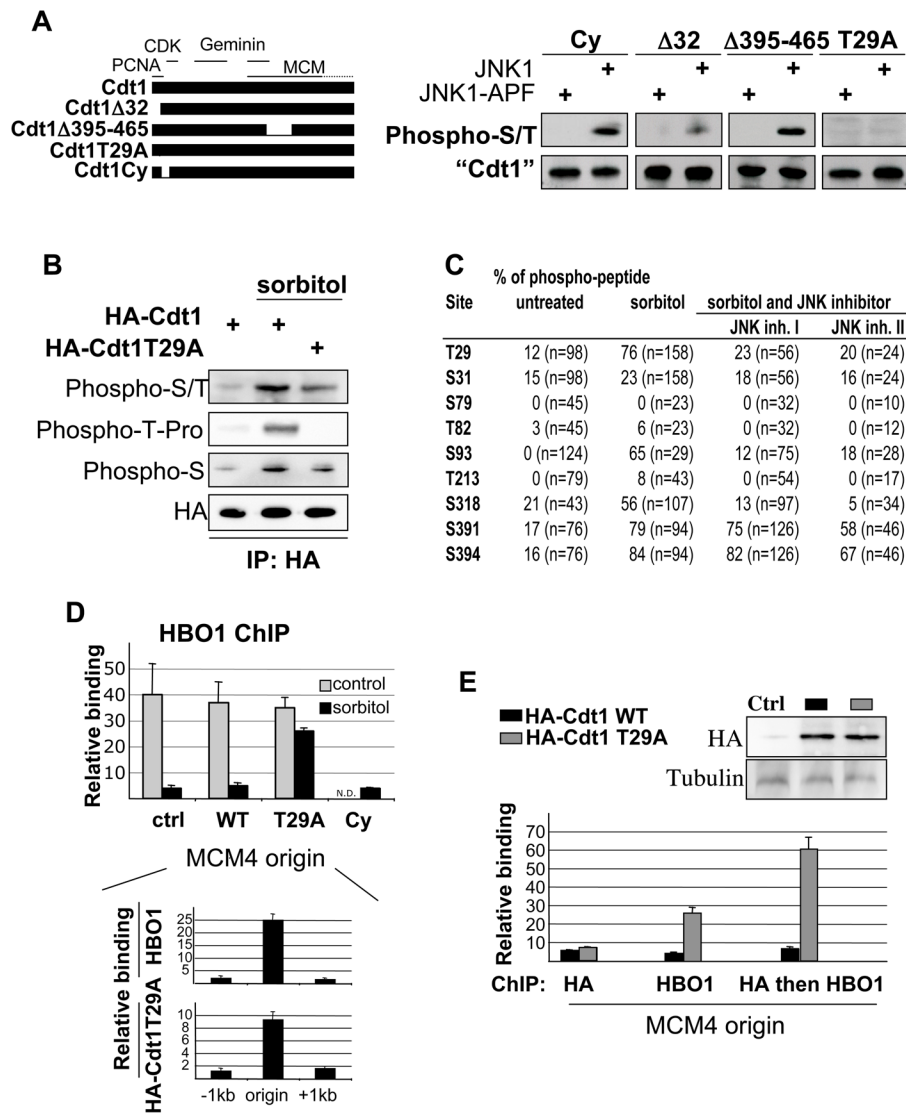 A
CDK Geminin
PCNA MCM
Cdt1
Cdt1Δ32
Cdt1Δ395-465
Cdt1T29A
Cdt1Cy
Cy Δ32 Δ395-465 T29A
JNK1 + + + +
JNK1-APF + + + +
Phospho-S/T
“Cdt1”
B
sorbitol
HA-Cdt1 + +
HA-Cdt1T29A +
Phospho-S/T
Phospho-T-Pro
Phospho-S
HA
IP: HA
C
% of phospho-peptide
Site untreated sorbitol sorbitol and JNK inhibitor
JNK inh. I JNK inh. II
T29 12 (n=98) 76 (n=158) 23 (n=56) 20 (n=24)
S31 15 (n=98) 23 (n=158) 18 (n=56) 16 (n=24)
S79 0 (n=45) 0 (n=23) 0 (n=32) 0 (n=10)
T82 3 (n=45) 6 (n=23) 0 (n=32) 0 (n=12)
S93 0 (n=124) 65 (n=29) 12 (n=75) 18 (n=28)
T213 0 (n=79) 8 (n=43) 0 (n=54) 0 (n=17)
S318 21 (n=43) 56 (n=107) 13 (n=97) 5 (n=34)
S391 17 (n=76) 79 (n=94) 75 (n=126) 58 (n=46)
S394 16 (n=76) 84 (n=94) 82 (n=126) 67 (n=46)
D
HBO1 ChIP
Relative binding
50
40
30
20
10
control
sorbitol
N.D.
ctrl WT T29A Cy
MCM4 origin
Relative binding
HBO1
25
20
15
10
5
HA-Cdt1T29A
10
8
6
4
2
-1kb origin +1kb
E
HA-Cdt1 WT
HA-Cdt1 T29A
Ctrl
HA
Tubulin
Relative binding
70
60
50
40
30
20
10
ChIP: HA HBO1 HA then HBO1
MCM4 origin